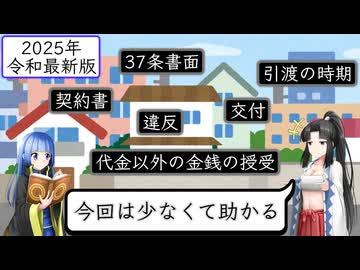 2025年
令和最新版
37条書面
引渡の時期
契約書
交付
違反
代金以外の金銭の授受
今回は少なくて助かる